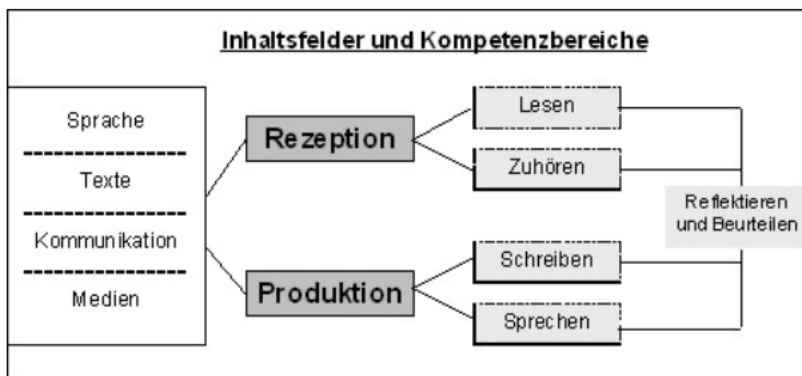 Inhaltsfelder und Kompetenzbereiche
Sprache
Texte
Kommunikation
Medien
Rezeption
Produktion
Lesen
Zuhören
Schreiben
Sprechen
Reflektieren
und Beurteilen